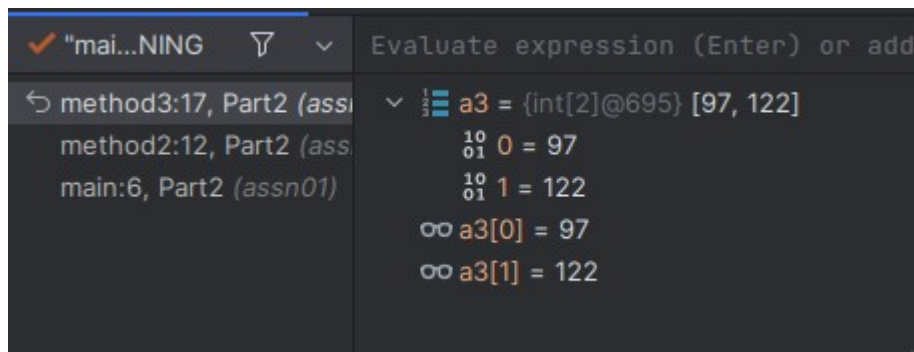 "mai...NING
Evaluate expression (Enter) or add
method3:17, Part2 (assı
method2:12, Part2 (ass
main:6, Part2 (assn01)
a3 = {int[2]@695} [97, 122]
0 = 97
1 = 122
a3[0] = 97
a3[1] = 122